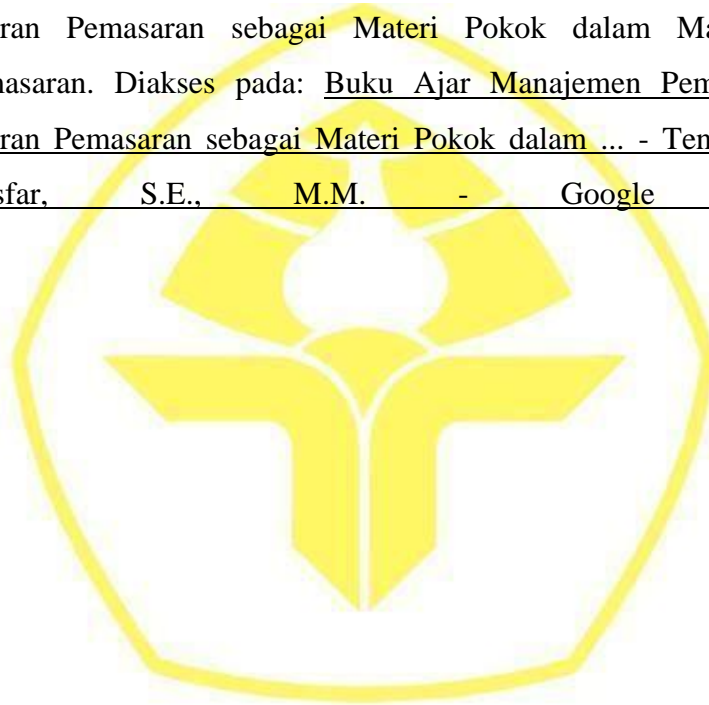 ran Pemasaran sebagai Materi Pokok dalam Ma
nasaran. Diakses pada: Buku Ajar Manajemen Pem
ran Pemasaran sebagai Materi Pokok dalam ... - Ten
sfar, S.E., M.M. - Google